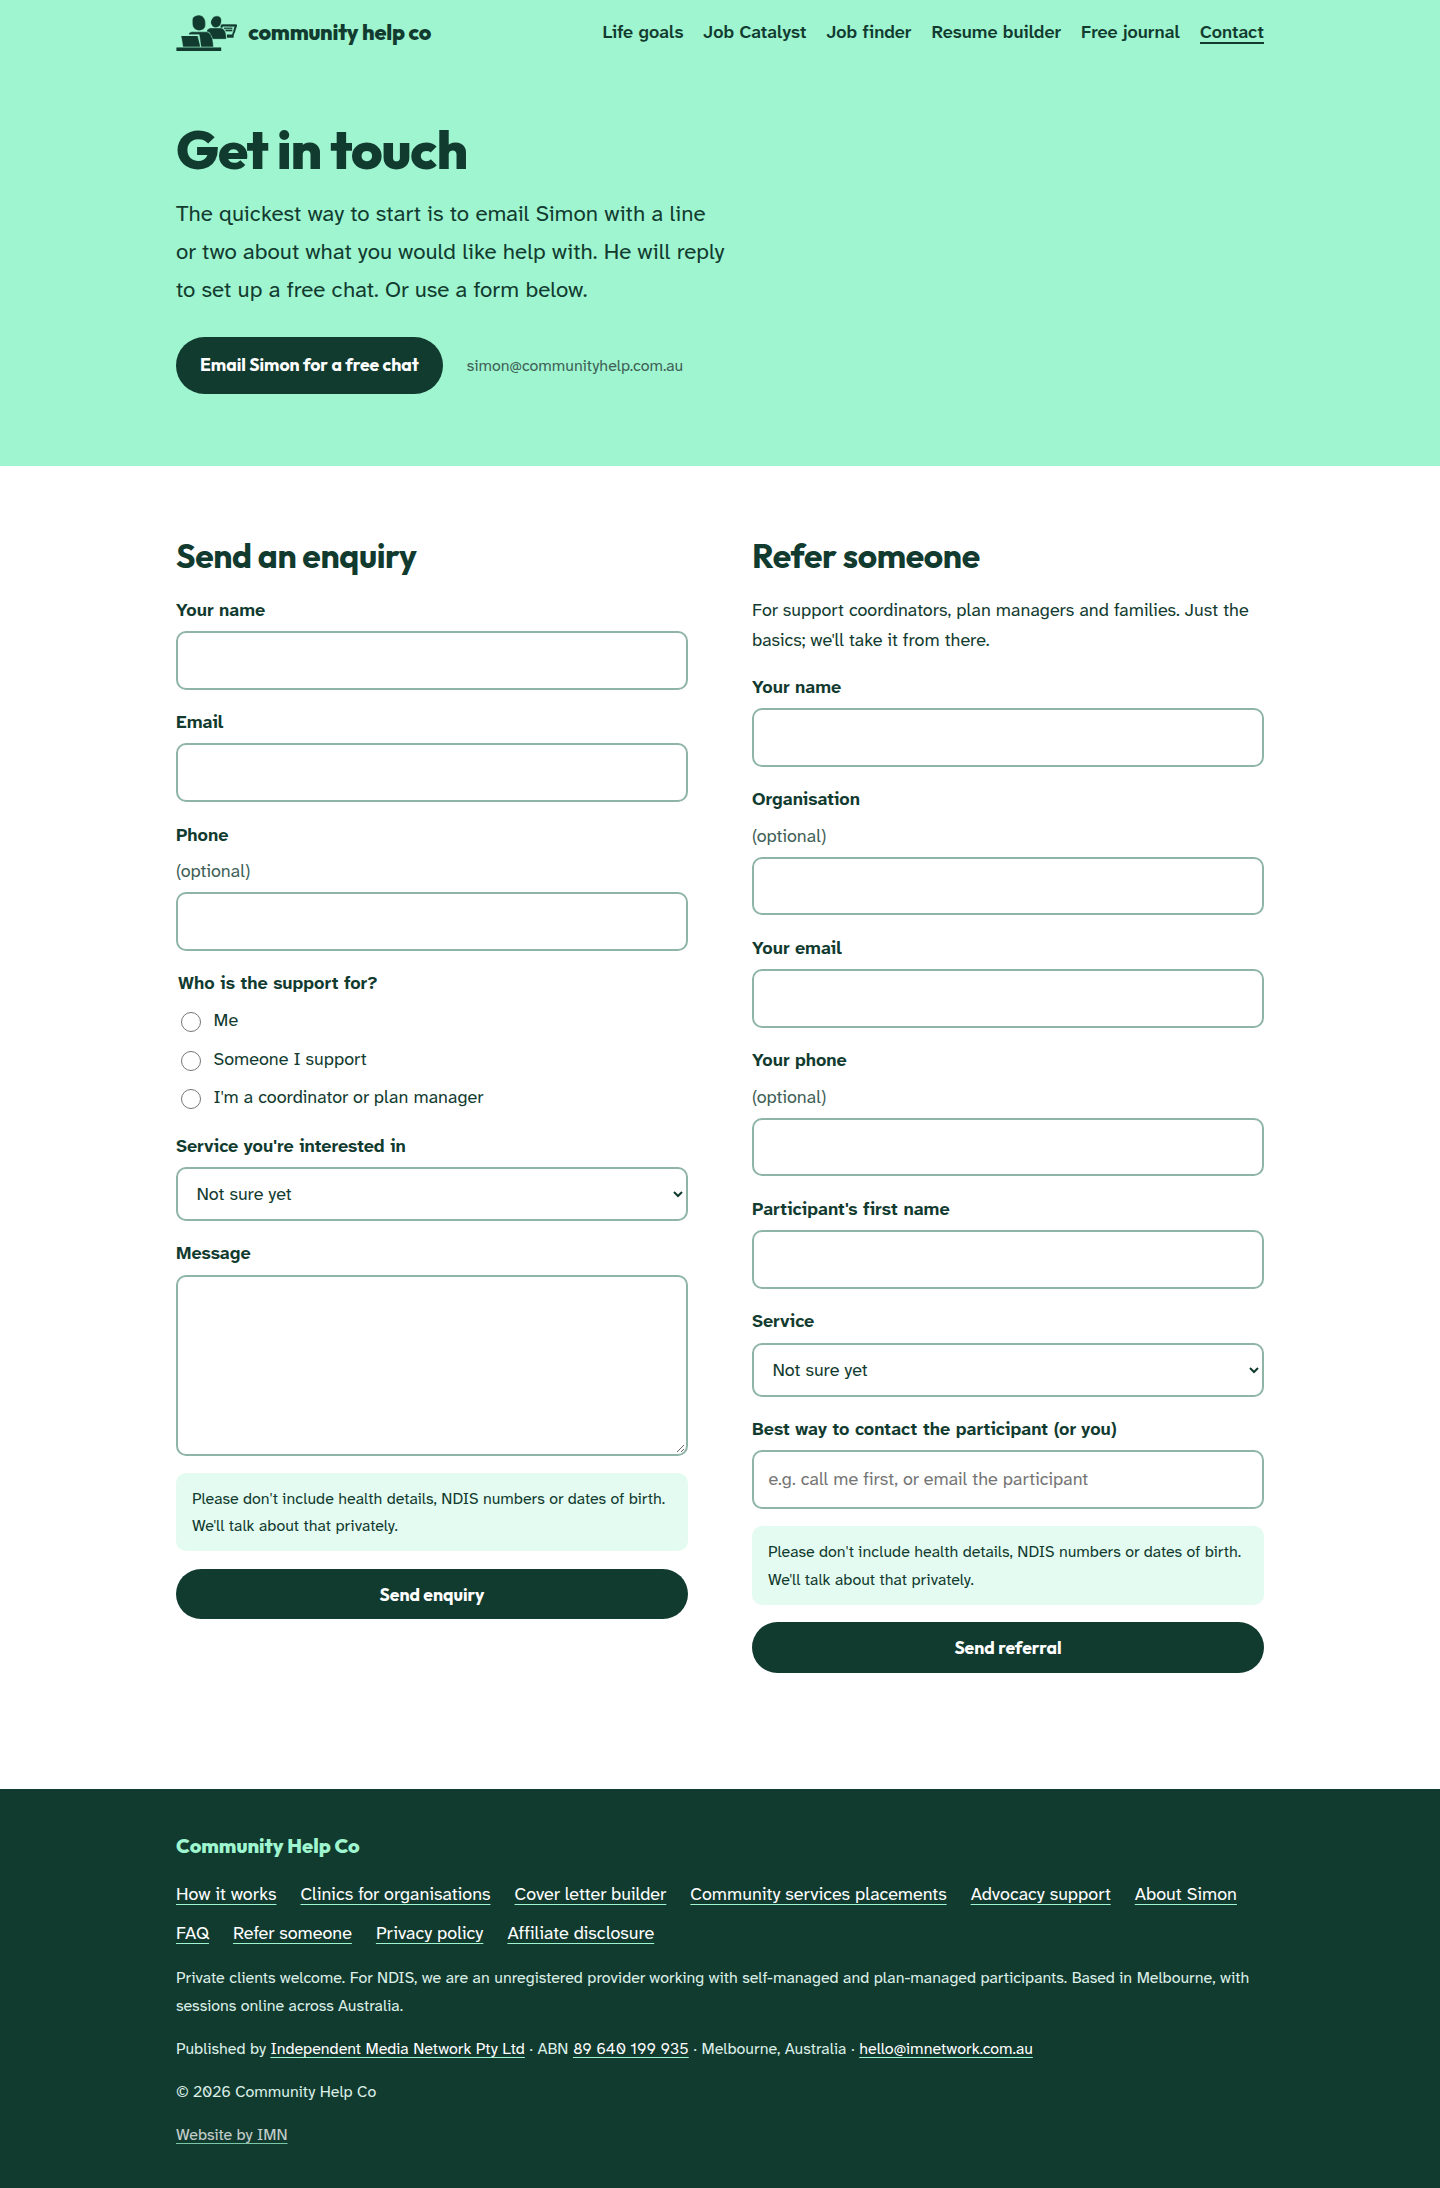 community help co
Life goals
Job Catalyst
Job finder
Resume builder
Free journal
Contact
Get in touch
The quickest way to start is to email Simon with a line
or two about what you would like help with. He will reply
to set up a free chat. Or use a form below.
Email Simon for a free chat
simon@communityhelp.com.au
Send an enquiry
Your name
Email
Phone
(optional)
Who is the support for?
Me
Someone I support
I'm a coordinator or plan manager
Service you're interested in
Not sure yet
Message
Please don't include health details, NDIS numbers or dates of birth.
We'll talk about that privately.
Send enquiry
Refer someone
For support coordinators, plan managers and families. Just the
basics; we'll take it from there.
Your name
Organisation
(optional)
Your email
Your phone
(optional)
Participant's first name
Service
Not sure yet
Best way to contact the participant (or you)
e.g. call me first, or email the participant
Please don't include health details, NDIS numbers or dates of birth.
We'll talk about that privately.
Send referral
Community Help Co
How it works Clinics for organisations Cover letter builder Community services placements Advocacy support About Simon
FAQ Refer someone Privacy policy Affiliate disclosure
Private clients welcome. For NDIS, we are an unregistered provider working with self-managed and plan-managed participants. Based in Melbourne, with
sessions online across Australia.
Published by Independent Media Network Pty Ltd · ABN 89 640 199 935 · Melbourne, Australia · hello@imnetwork.com.au
© 2026 Community Help Co
Website by IMN